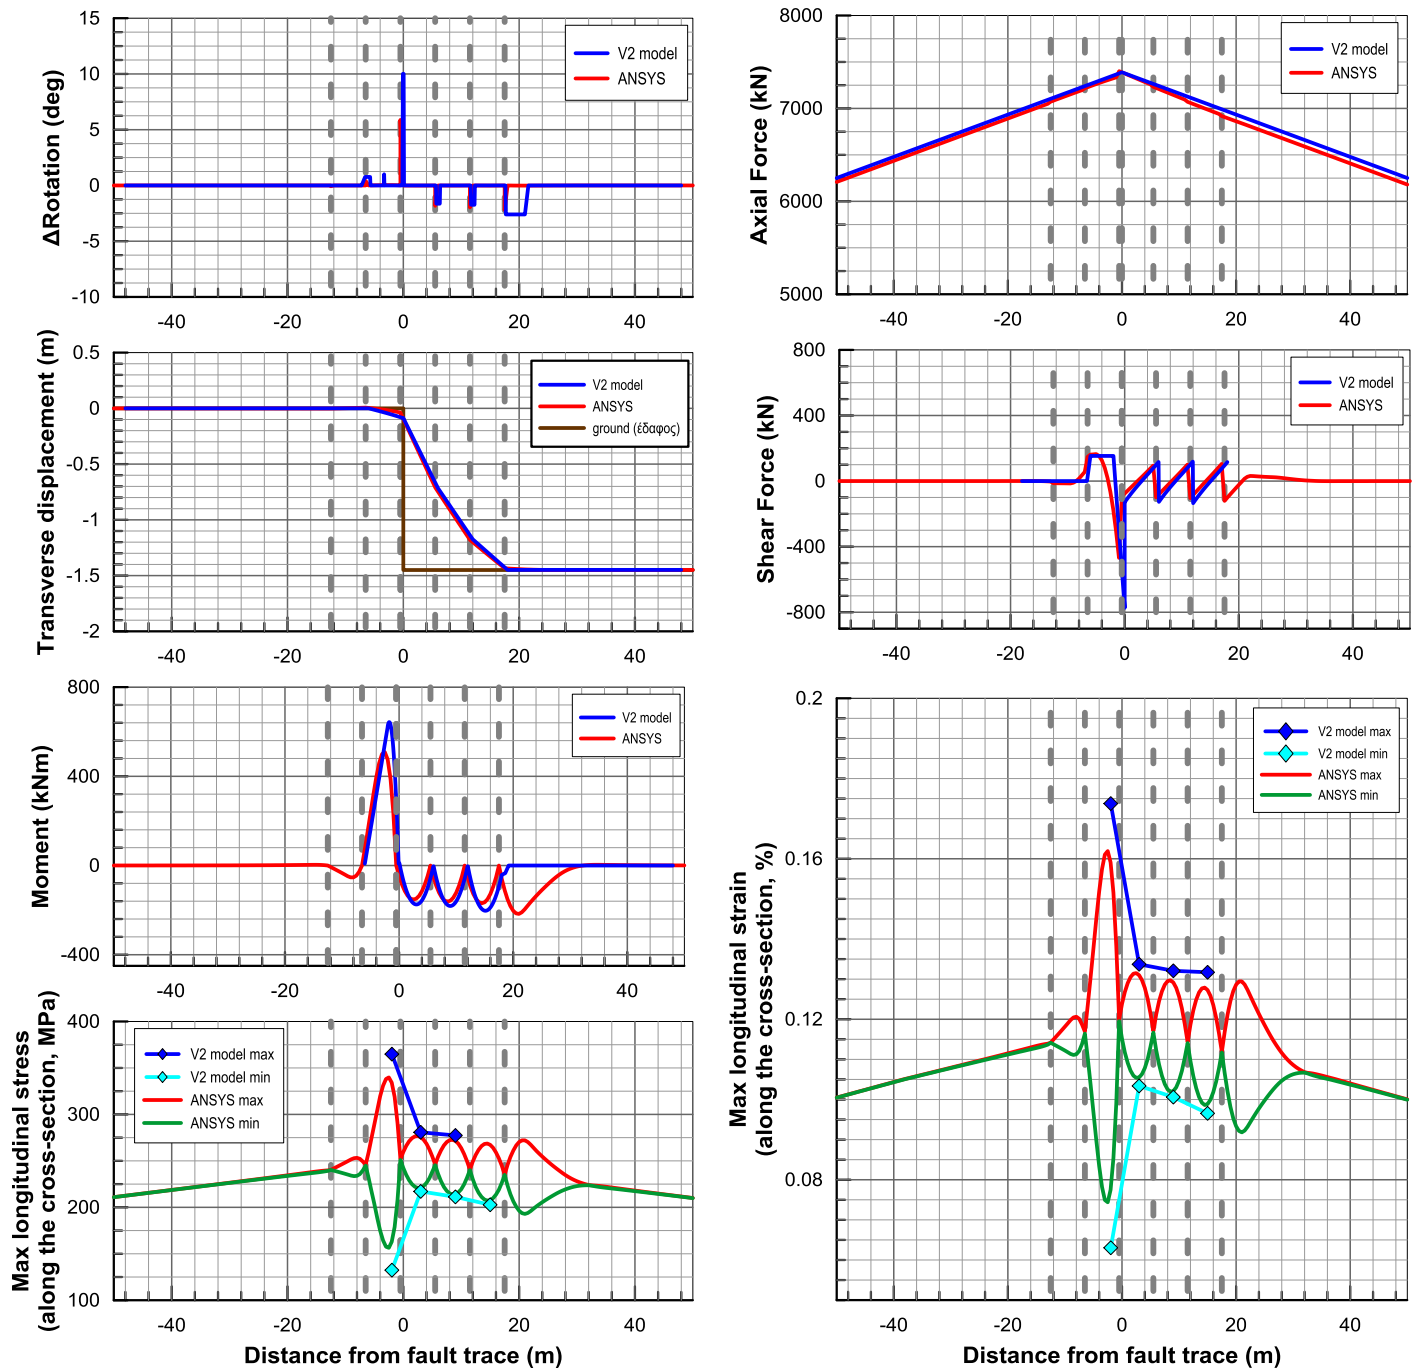 ΔRotation (deg)
15
10
5
0
-5
-10
V2 model
ANSYS
-40
-20
0
20
40
Axial Force (kN)
8000
7000
6000
5000
V2 model
ANSYS
-40
-20
0
20
40
Transverse displacement (m)
0.5
0
-0.5
-1
-1.5
-2
V2 model
ANSYS
ground (έδαφος)
-40
-20
0
20
40
Shear Force (kN)
800
400
0
-400
-800
V2 model
ANSYS
-40
-20
0
20
40
Moment (kNm)
800
400
0
-400
V2 model
ANSYS
-40
-20
0
20
40
Max longitudinal stress
(along the cross-section, MPa)
400
300
200
100
V2 model max
V2 model min
ANSYS max
ANSYS min
-40
-20
0
20
40
Distance from fault trace (m)
Max longitudinal strain
(along the cross-section, %)
0.2
0.16
0.12
0.08
V2 model max
V2 model min
ANSYS max
ANSYS min
-40
-20
0
20
40
Distance from fault trace (m)